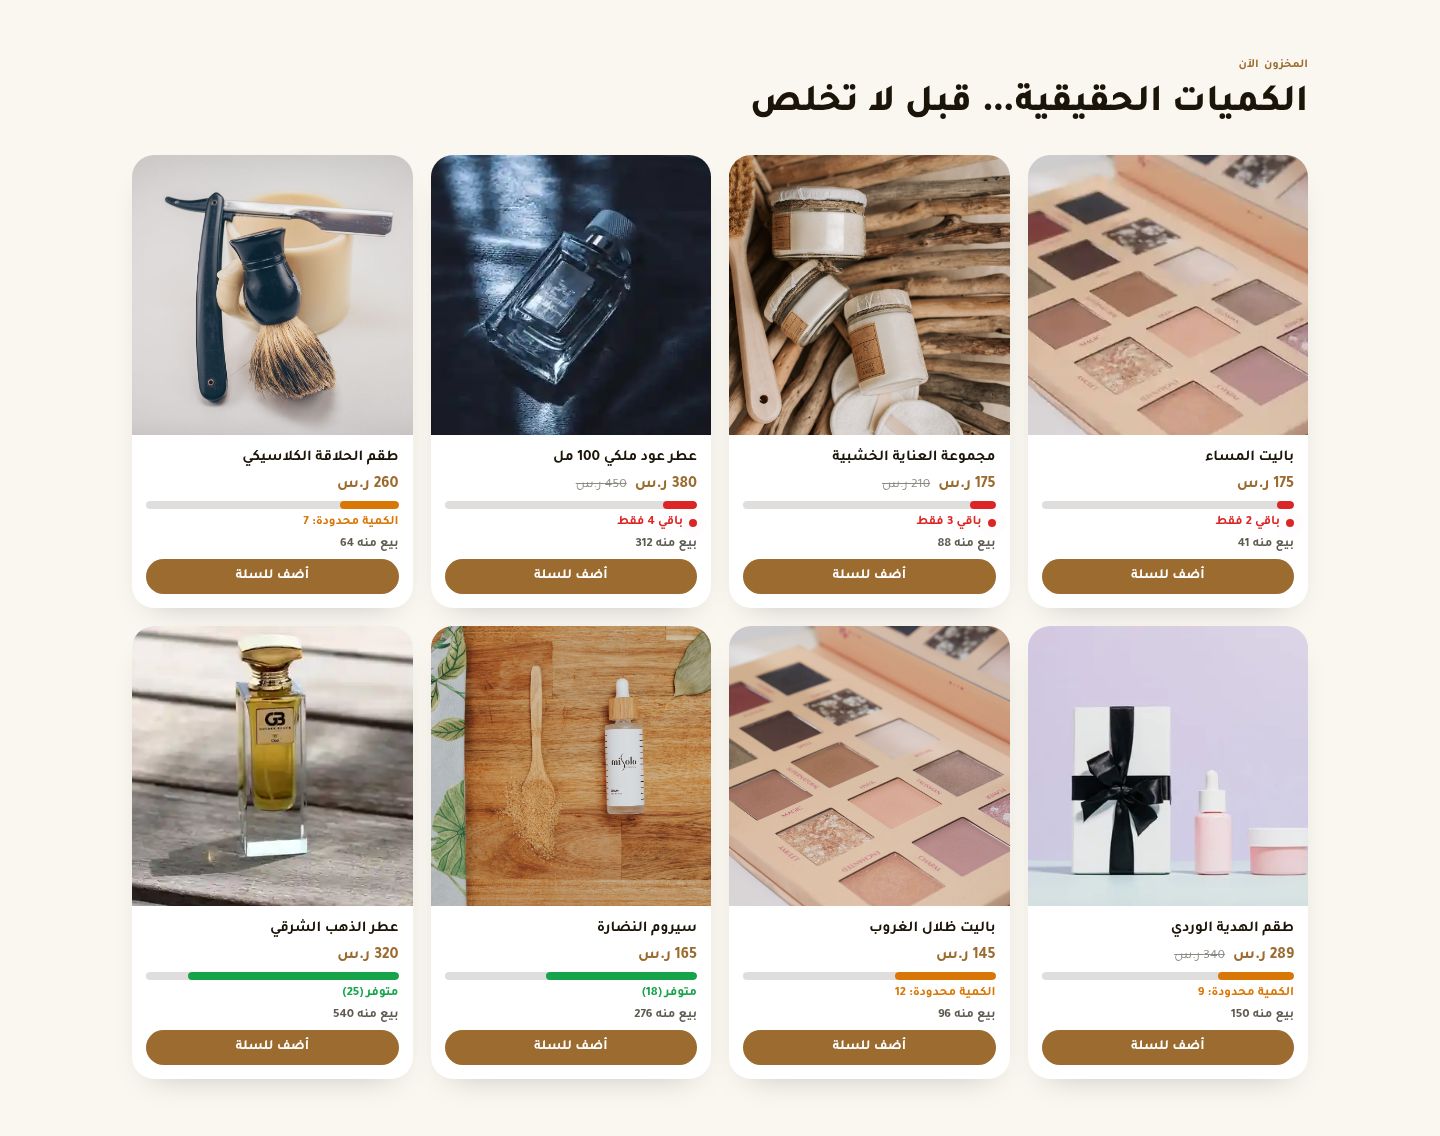 المخزون الآن
الكميات الحقيقية... قبل لا تخلص
باليت المساء
175 ر.س
باقي 2 فقط
بيع منه 41
أضف للسلة
مجموعة العناية الخشبية
175 ر.س 210 ر.س
باقي 3 فقط
بيع منه 88
أضف للسلة
عطر عود ملكي 100 مل
380 ر.س 450 ر.س
باقي 4 فقط
بيع منه 312
أضف للسلة
طقم الحلاقة الكلاسيكي
260 ر.س
الكمية محدودة: 7
بيع منه 64
أضف للسلة
طقم الهدية الوردي
289 ر.س 340 ر.س
الكمية محدودة: 9
بيع منه 150
أضف للسلة
MAGIC
AMULET
CHARM
باليت ظلال الغروب
145 ر.س
الكمية محدودة: 12
بيع منه 96
أضف للسلة
misolo
سيروم النضارة
165 ر.س
متوفر (18)
بيع منه 276
أضف للسلة
GB
عطر الذهب الشرقي
320 ر.س
متوفر (25)
بيع منه 540
أضف للسلة